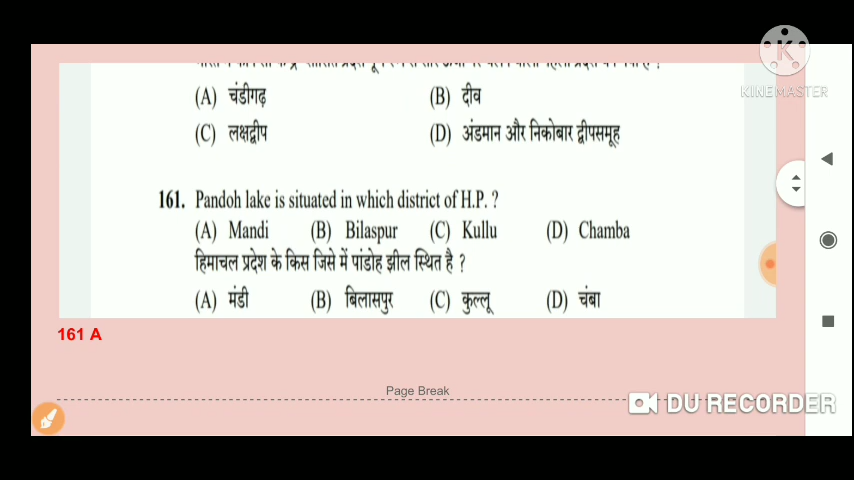 (A) चंडीगढ़ (B) दीव
(C) लक्षद्वीप (D) अंडमान और निकोबार द्वीपसमूह
161. Pandoh lake is situated in which district of H.P. ?
(A) Mandi (B) Bilaspur (C) Kullu (D) Chamba
हिमाचल प्रदेश के किस जिसे में पांडोह झील स्थित है ?
(A) मंडी (B) बिलासपुर (C) कुल्लू (D) चंबा
161 A
Page Break
K
KINEMASTER
DU RECORDER